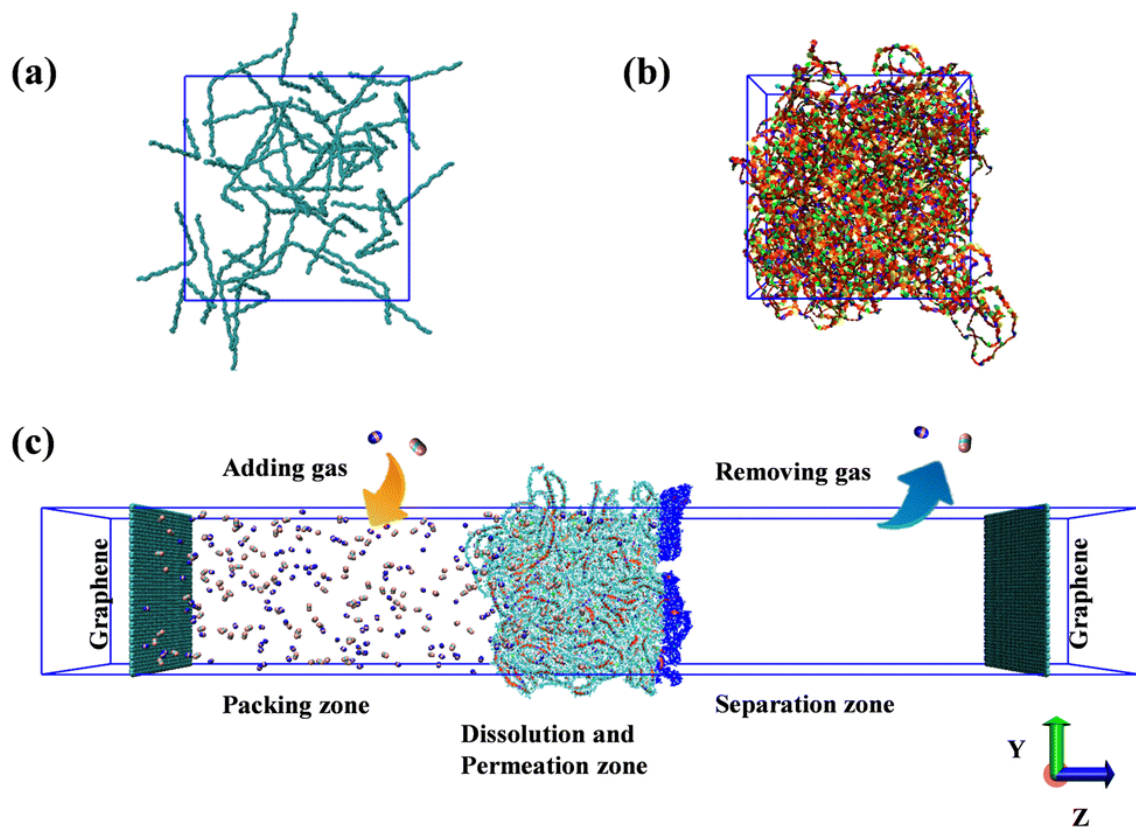 (a)
(b)
(c)
Adding gas
Removing gas
Graphene
Graphene
Packing zone
Separation zone
Dissolution and
Permeation zone
Y
Z